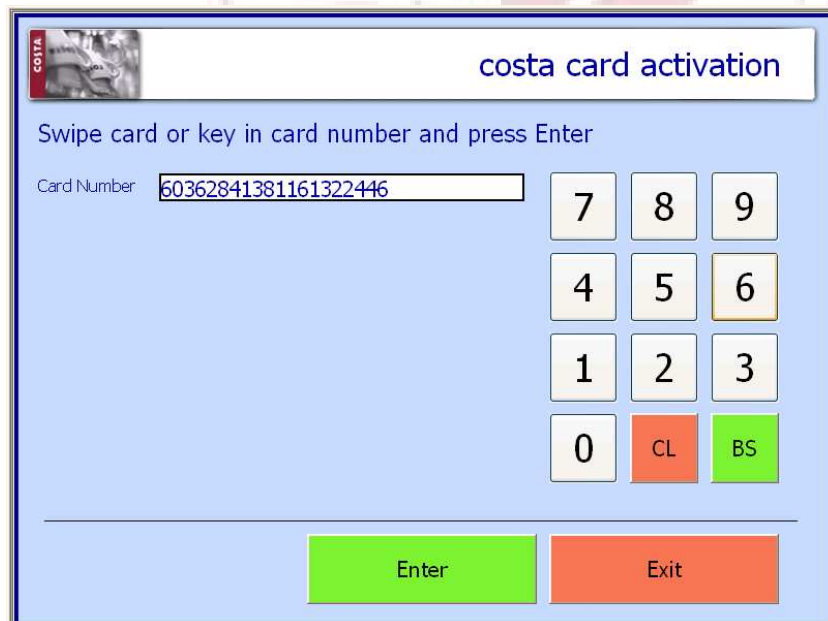 COSTA
costa card activation
Swipe card or key in card number and press Enter
Card Number 60362841381161322446
7 8 9
4 5 6
1 2 3
0 CL BS
Enter Exit